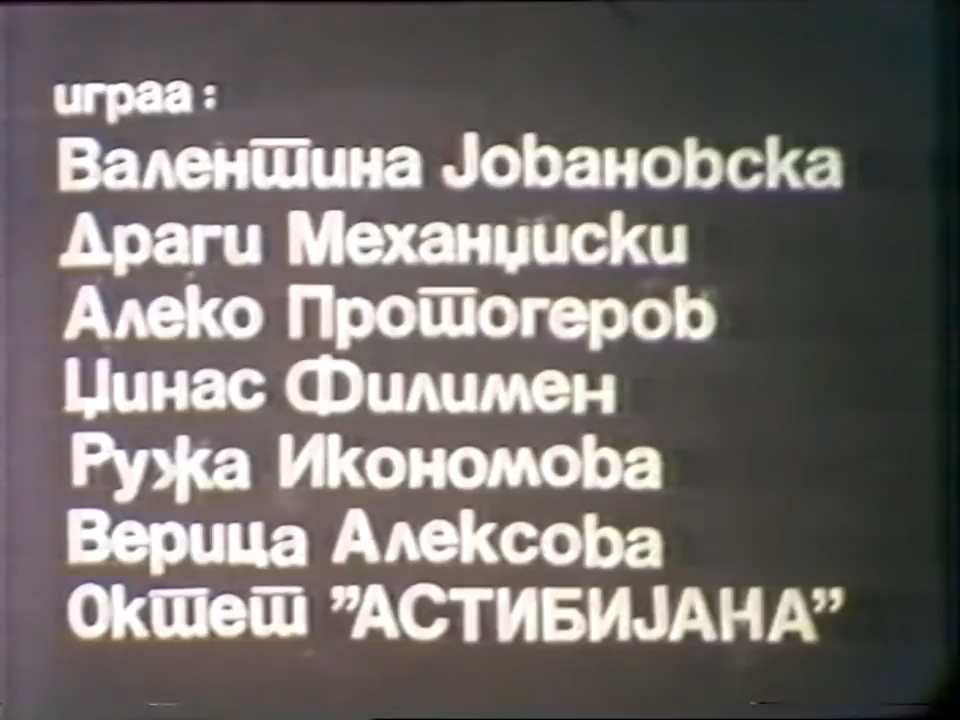 играа:
Валентина Јовановска
Драги Механџиски
Алеко Протогеров
Џинас Филимен
Ружа Икономова
Верица Алексова
Октет ”АСТИБИЈАНА”